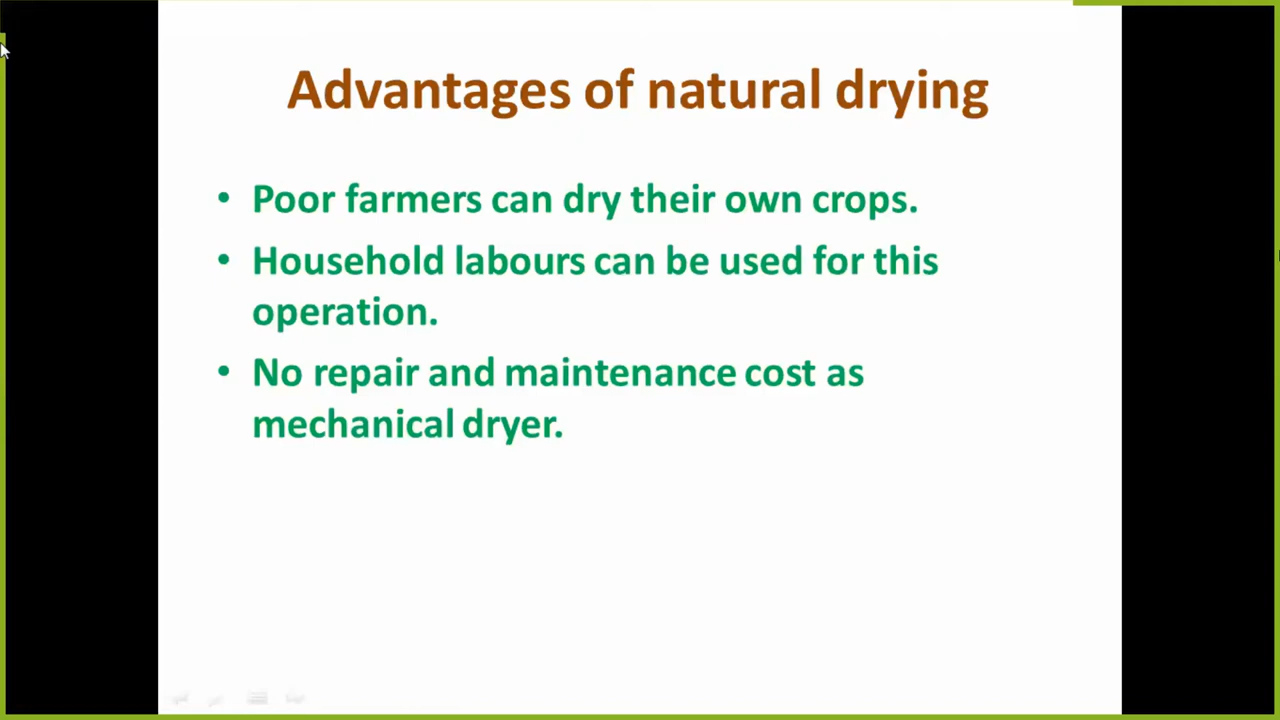 Advantages of natural drying
• Poor farmers can dry their own crops.
• Household labours can be used for this
operation.
• No repair and maintenance cost as
mechanical dryer.